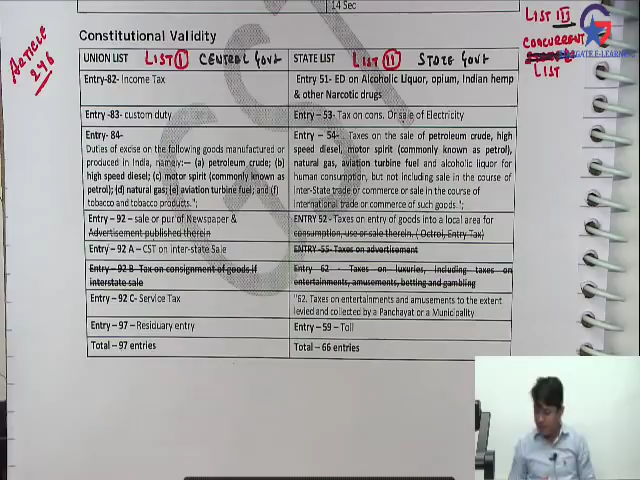 14 Sec
LIST III
CONCURRENT
LIST
ARTICLE
246
Constitutional Validity
UNION LIST LIST I CENTRAL Govt
STATE LIST LIST II STATE Govt
Entry-82- Income Tax
Entry 51- ED on Alcoholic Liquor, opium, Indian hemp
& other Narcotic drugs
Entry -83- custom duty
Entry – 53- Tax on cons. Or sale of Electricity
Entry- 84-
Duties of excise on the following goods manufactured or
produced in India, namely:— (a) petroleum crude; (b)
high speed diesel; (c) motor spirit (commonly known as
petrol); (d) natural gas; (e) aviation turbine fuel; and (f)
tobacco and tobacco products.";
Entry – 54-. Taxes on the sale of petroleum crude, high
speed diesel, motor spirit (commonly known as petrol),
natural gas, aviation turbine fuel and alcoholic liquor for
human consumption, but not including sale in the course of
inter-State trade or commerce or sale in the course of
international trade or commerce of such goods.";
Entry – 92 – sale or pur of Newspaper &
Advertisement published therein
ENTRY 52 - Taxes on entry of goods into a local area for
consumption, use or sale therein. ( Octroi, Entry Tax)
Entry – 92 A – CST on inter-state Sale
ENTRY -55- Taxes on advertisement
Entry – 92 B Tax on consignment of goods if
interstate sale
Entry 62 - Taxes on luxuries, including taxes on
entertainments, amusements, betting and gambling
Entry – 92 C- Service Tax
"62. Taxes on entertainments and amusements to the extent
levied and collected by a Panchayat or a Municipality
Entry – 97 – Residuary entry
Entry – 59 – Toll
Total – 97 entries
Total – 66 entries